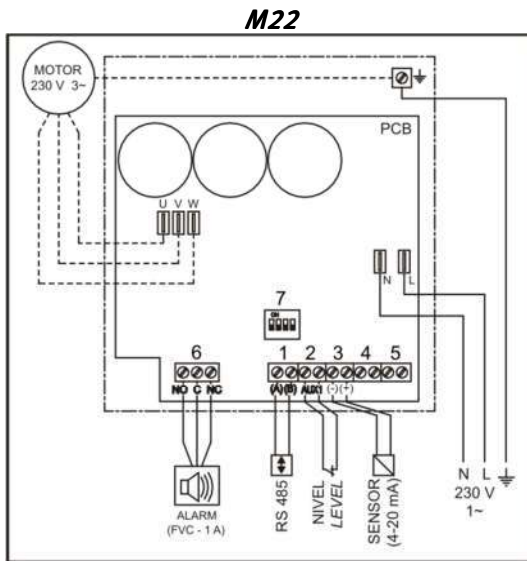 M22
MOTOR
230 V 3~
PCB
U V W
N L
7
ON
6 1 2 3 4 5
NO C NC (A) (B) AUX1 (-) (+)
ALARM
(FVC - 1 A)
RS 485
NIVEL
LEVEL
SENSOR
(4-20 mA)
N L
230 V
1~